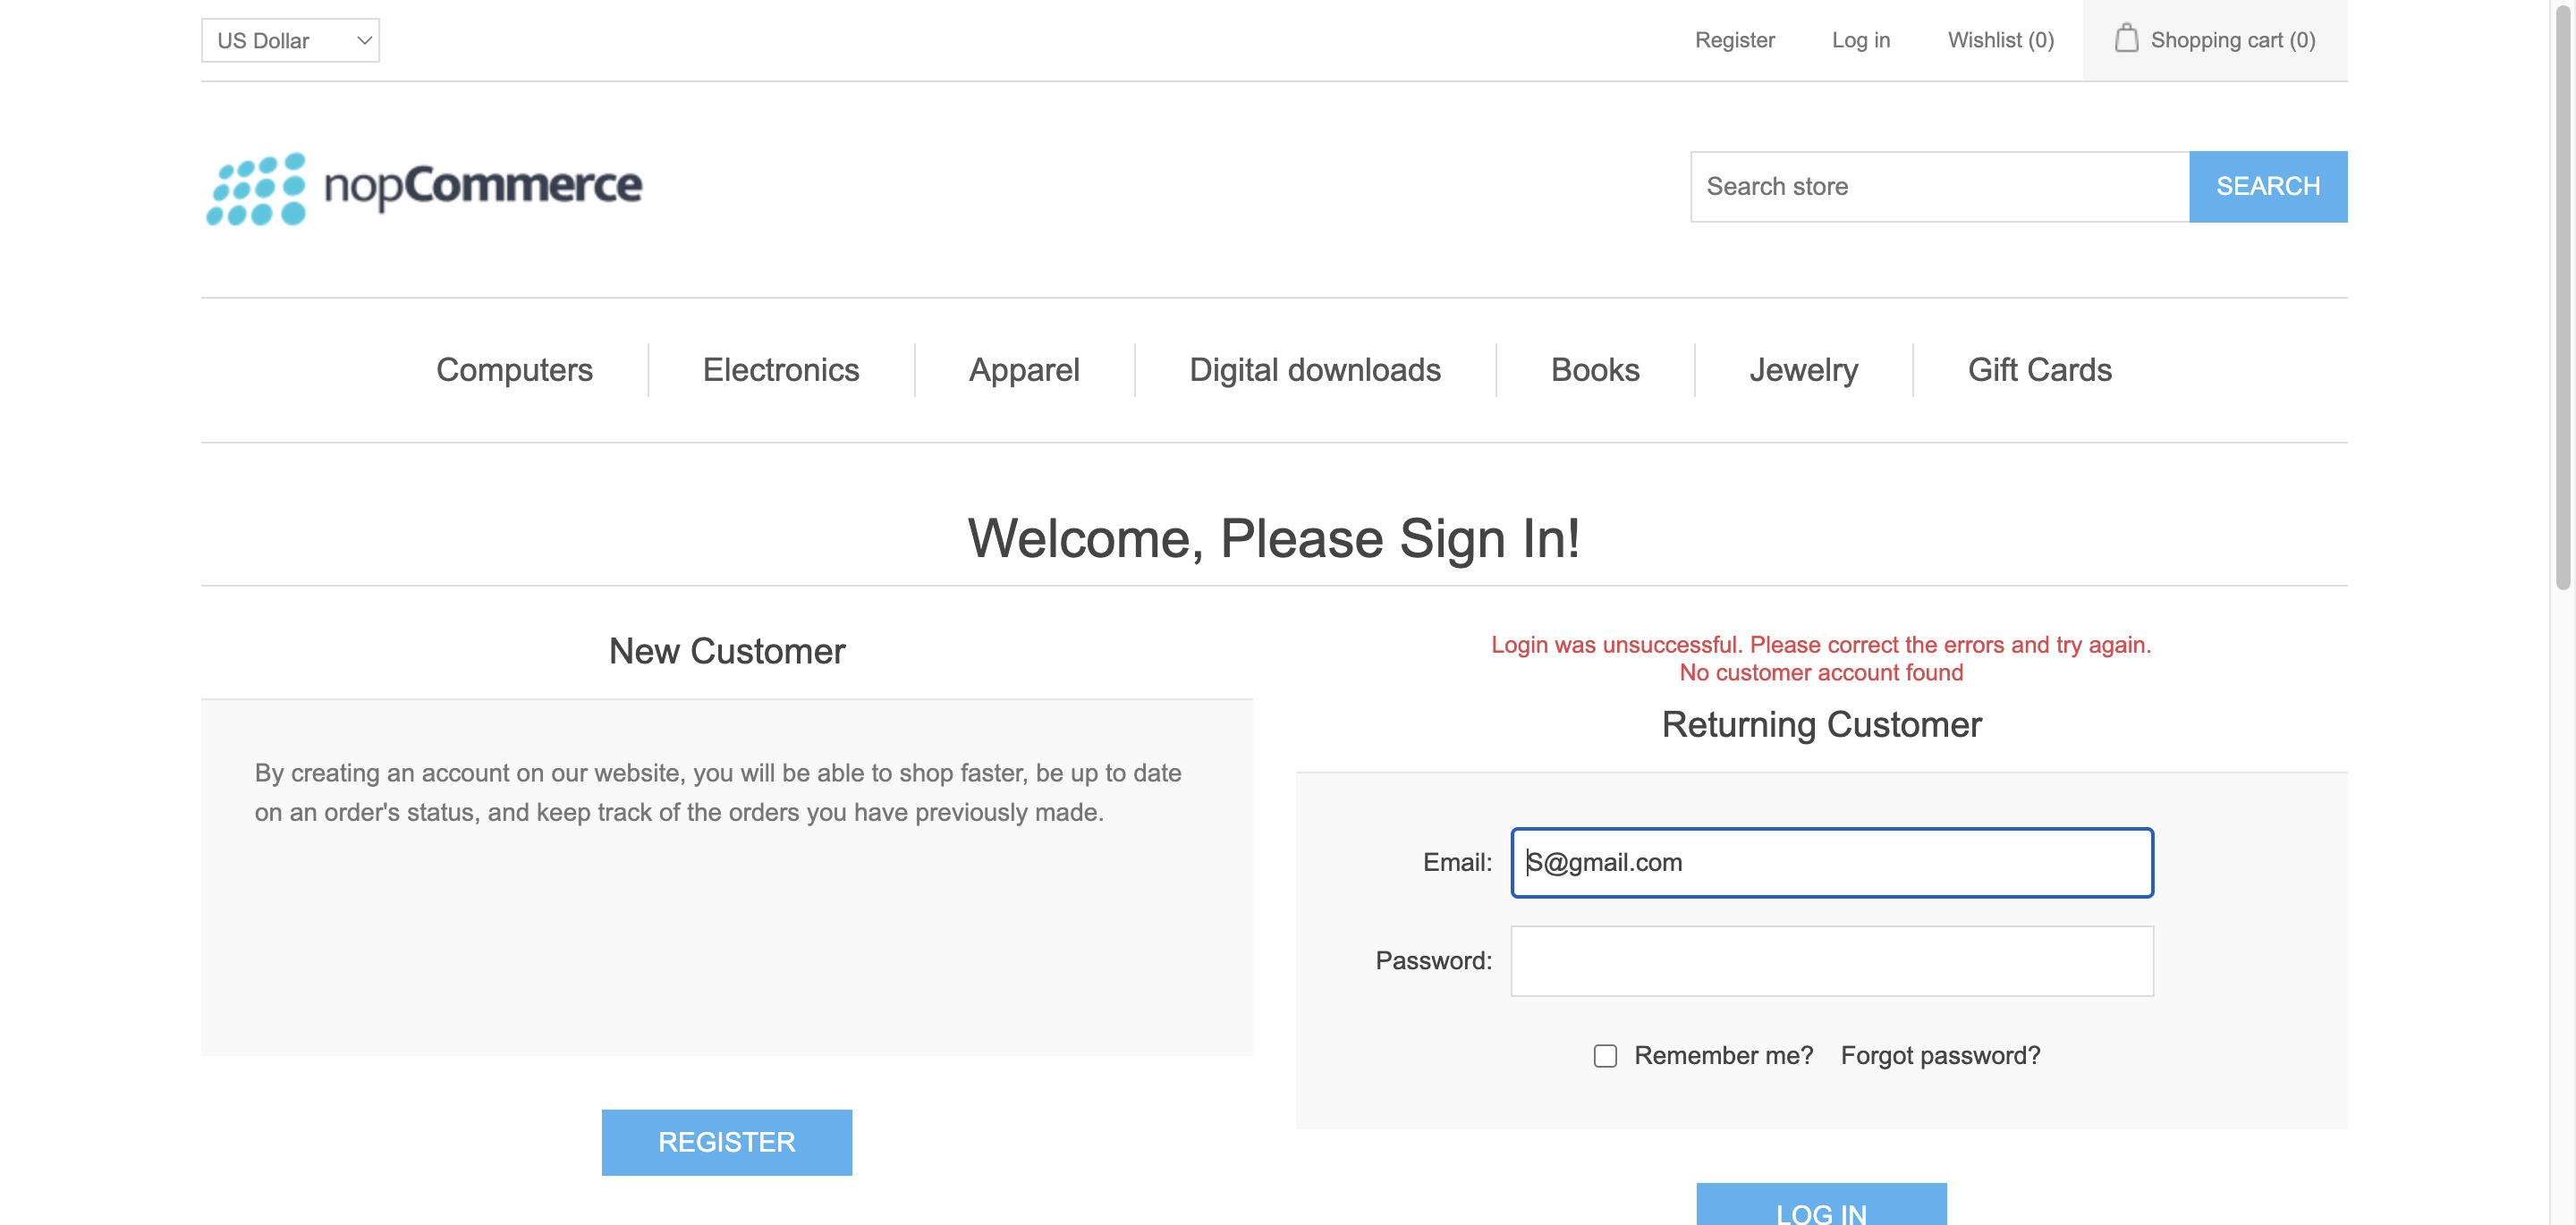 US Dollar
Register
Log in
Wishlist (0)
Shopping cart (0)
nopCommerce
Search store
SEARCH
Computers
Electronics
Apparel
Digital downloads
Books
Jewelry
Gift Cards
Welcome, Please Sign In!
New Customer
By creating an account on our website, you will be able to shop faster, be up to date
on an order's status, and keep track of the orders you have previously made.
REGISTER
Login was unsuccessful. Please correct the errors and try again.
No customer account found
Returning Customer
Email:
S@gmail.com
Password:
Remember me?
Forgot password?
LOG IN